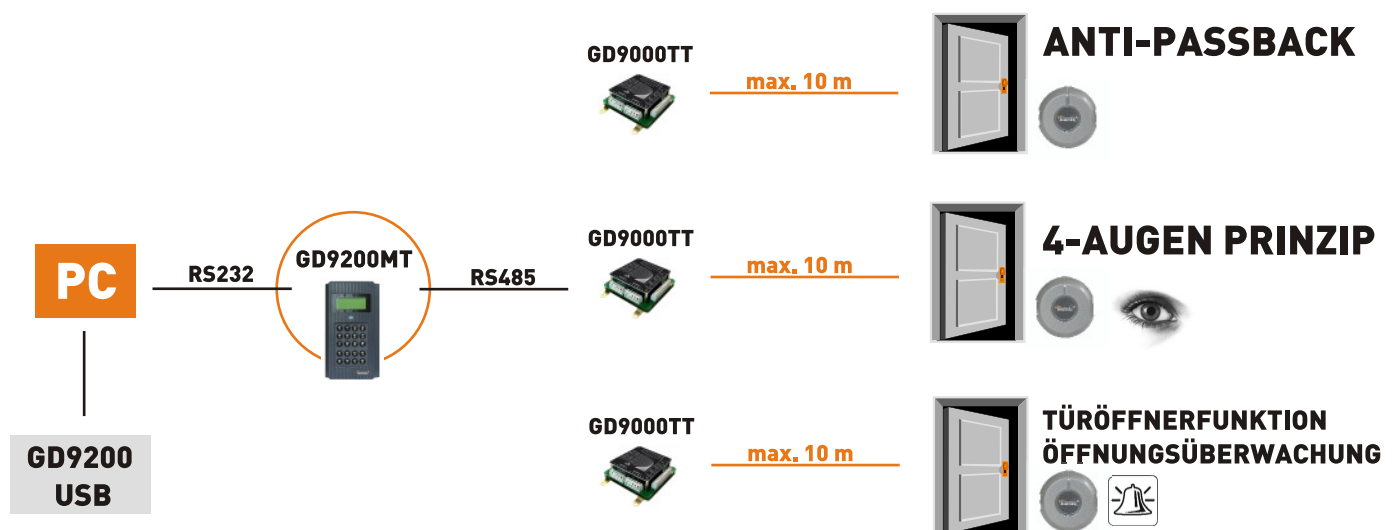 GD9000TT
max. 10 m
ANTI-PASSBACK
PC
RS232
GD9200MT
RS485
GD9000TT
max. 10 m
4-AUGEN PRINZIP
GD9200
USB
GD9000TT
max. 10 m
TÜRÖFFNERFUNKTION
ÖFFNUNGSÜBERWACHUNG